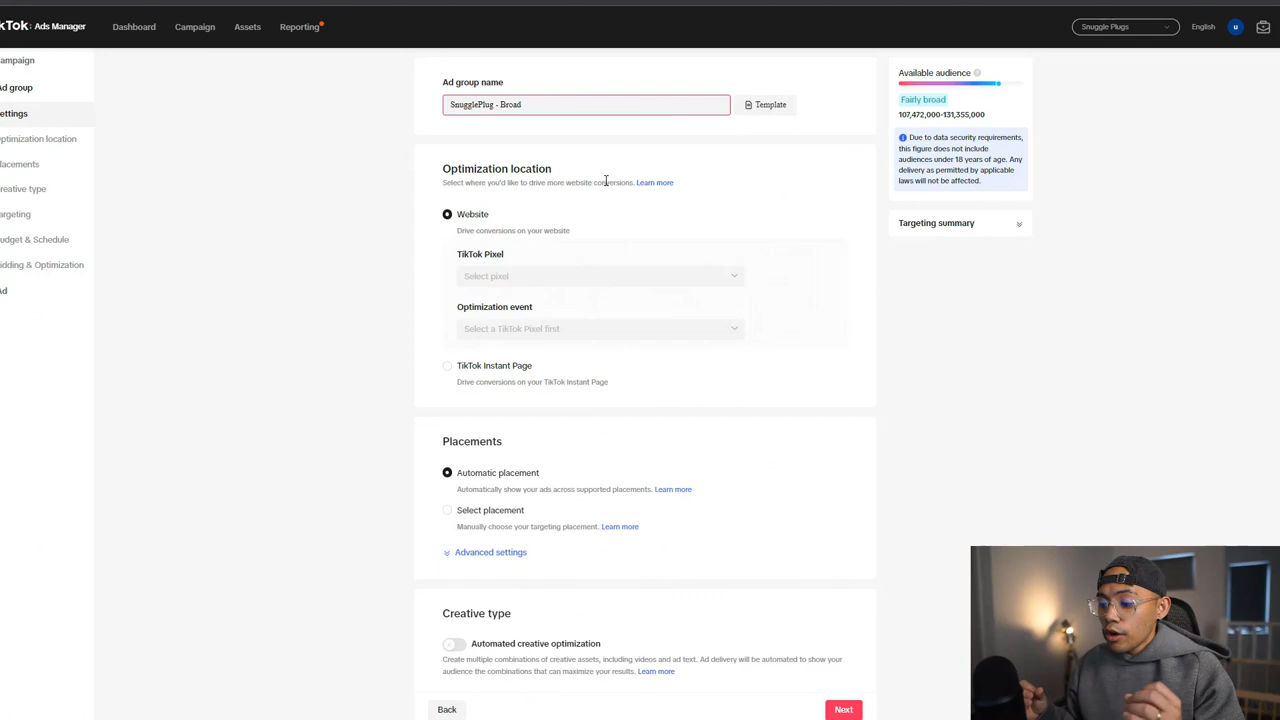 kTok: Ads Manager
Dashboard
Campaign
Assets
Reporting
Snuggle Plugs
English
u
ampaign
d group
ettings
ptimization location
lacements
reative type
argeting
udget & Schedule
idding & Optimization
d
Ad group name
SnugglePlug - Broad
Template
Optimization location
Select where you'd like to drive more website conversions. Learn more
Website
Drive conversions on your website
TikTok Pixel
Select pixel
Optimization event
Select a TikTok Pixel first
TikTok Instant Page
Drive conversions on your TikTok Instant Page
Placements
Automatic placement
Automatically show your ads across supported placements. Learn more
Select placement
Manually choose your targeting placement. Learn more
Advanced settings
Creative type
Automated creative optimization
Create multiple combinations of creative assets, including videos and ad text. Ad delivery will be automated to show your
audience the combinations that can maximize your results. Learn more
Back
Next
Available audience
Fairly broad
107,472,000-131,355,000
Due to data security requirements,
this figure does not include
audiences under 18 years of age. Any
delivery as permitted by applicable
laws will not be affected.
Targeting summary